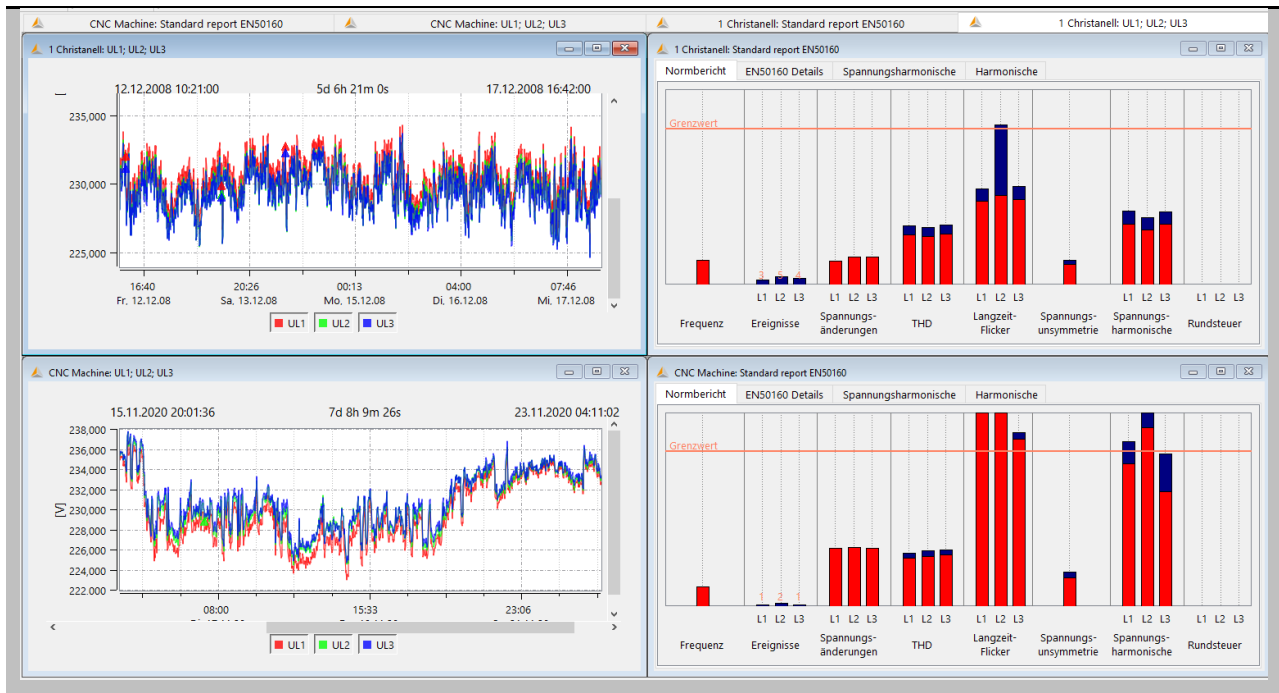 CNC Machine: Standard report EN50160
CNC Machine: UL1; UL2; UL3
1 Christanell: Standard report EN50160
1 Christanell: UL1; UL2; UL3
1 Christanell: UL1; UL2; UL3
12.12.2008 10:21:00 5d 6h 21m 0s 17.12.2008 16:42:00
235,000
230,000
225,000
16:40 20:26 00:13 04:00 07:46
Fr. 12.12.08 Sa. 13.12.08 Mo. 15.12.08 Di. 16.12.08 Mi. 17.12.08
UL1 UL2 UL3
1 Christanell: Standard report EN50160
Normbericht EN50160 Details Spannungsharmonische Harmonische
Grenzwert
3 5 4
L1 L2 L3 L1 L2 L3 L1 L2 L3 L1 L2 L3 L1 L2 L3 L1 L2 L3
Frequenz Ereignisse Spannungs- THD Langzeit- Spannungs- Spannungs- Rundsteuer
änderungen Flicker unsymmetrie harmonische
CNC Machine: UL1; UL2; UL3
15.11.2020 20:01:36 7d 8h 9m 26s 23.11.2020 04:11:02
238,000
236,000
234,000
232,000
[V]
230,000
228,000
226,000
224,000
222,000
08:00 15:33 23:06
UL1 UL2 UL3
CNC Machine: Standard report EN50160
Normbericht EN50160 Details Spannungsharmonische Harmonische
Grenzwert
1 2 1
L1 L2 L3 L1 L2 L3 L1 L2 L3 L1 L2 L3 L1 L2 L3 L1 L2 L3
Frequenz Ereignisse Spannungs- THD Langzeit- Spannungs- Spannungs- Rundsteuer
änderungen Flicker unsymmetrie harmonische